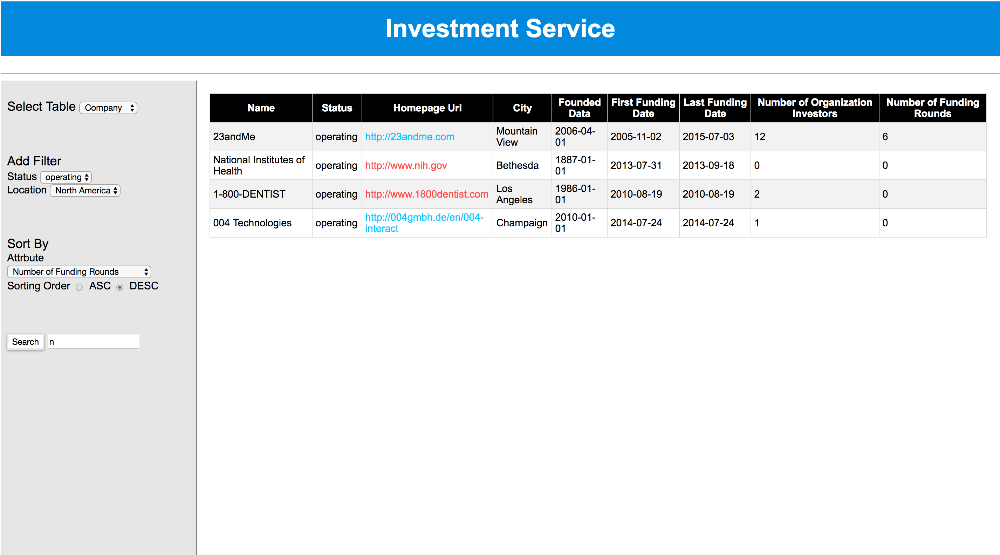 Investment Service
Select Table Company
Add Filter
Status operating
Location North America
Sort By
Attrbute
Number of Funding Rounds
Sorting Order ASC DESC
Search n
Name Status Homepage Url City Founded Data First Funding Date Last Funding Date Number of Organization Investors Number of Funding Rounds
23andMe operating http://23andme.com Mountain View 2006-04-01 2005-11-02 2015-07-03 12 6
National Institutes of Health operating http://www.nih.gov Bethesda 1887-01-01 2013-07-31 2013-09-18 0 0
1-800-DENTIST operating http://www.1800dentist.com Los Angeles 1986-01-01 2010-08-19 2010-08-19 2 0
004 Technologies operating http://004gmbh.de/en/004-interact Champaign 2010-01-01 2014-07-24 2014-07-24 1 0